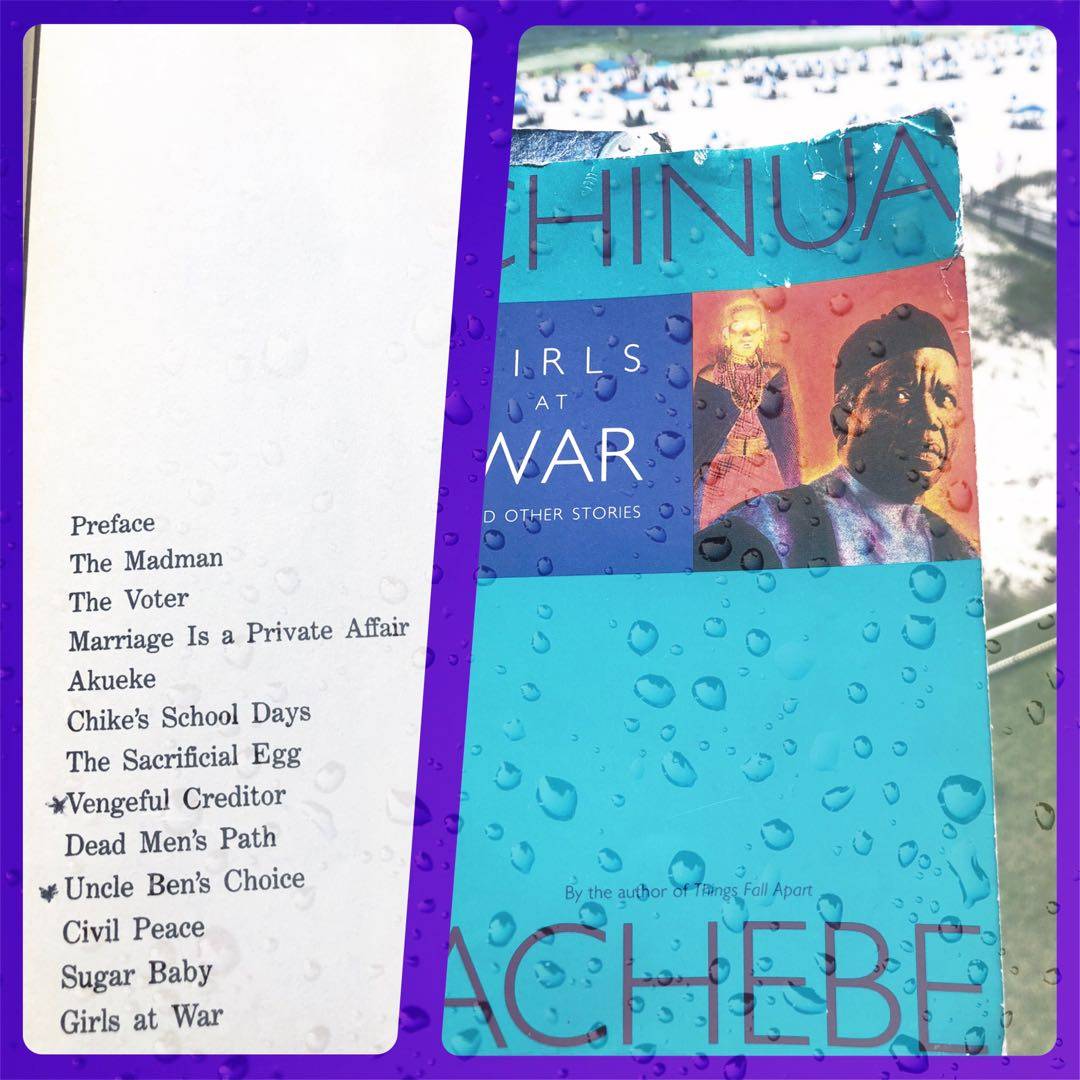 Preface
The Madman
The Voter
Marriage Is a Private Affair
Akueke
Chike's School Days
The Sacrificial Egg
Vengeful Creditor
Dead Men's Path
Uncle Ben's Choice
Civil Peace
Sugar Baby
Girls at War
CHINUA
IRLS
AT
WAR
D OTHER STORIES
By the author of Things Fall Apart
ACHEBE